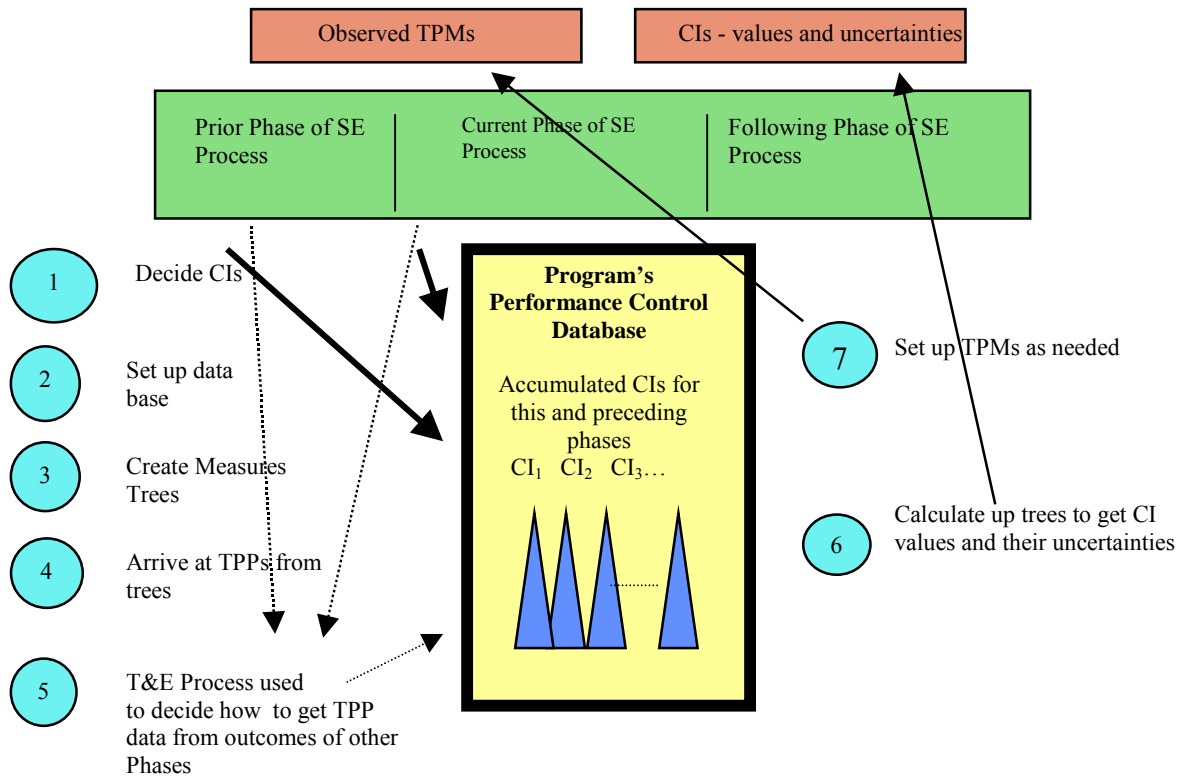 Observed TPMs
CIs - values and uncertainties
Prior Phase of SE
Process
Current Phase of SE
Process
Following Phase of SE
Process
1
Decide CIs
2
Set up data
base
3
Create Measures
Trees
4
Arrive at TPPs from
trees
5
T&E Process used
to decide how to get TPP
data from outcomes of other
Phases
Program’s
Performance Control
Database
Accumulated CIs for
this and preceding
phases
CI₁ CI₂ CI₃…
7
Set up TPMs as needed
6
Calculate up trees to get CI
values and their uncertainties